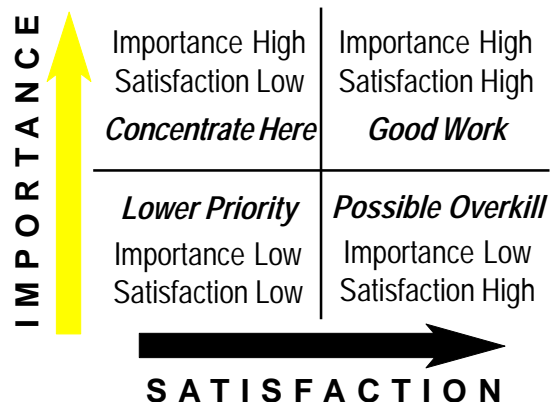 IMPORTANCE
Importance High
Satisfaction Low
Concentrate Here
Importance High
Satisfaction High
Good Work
Lower Priority
Importance Low
Satisfaction Low
Possible Overkill
Importance Low
Satisfaction High
SATISFACTION